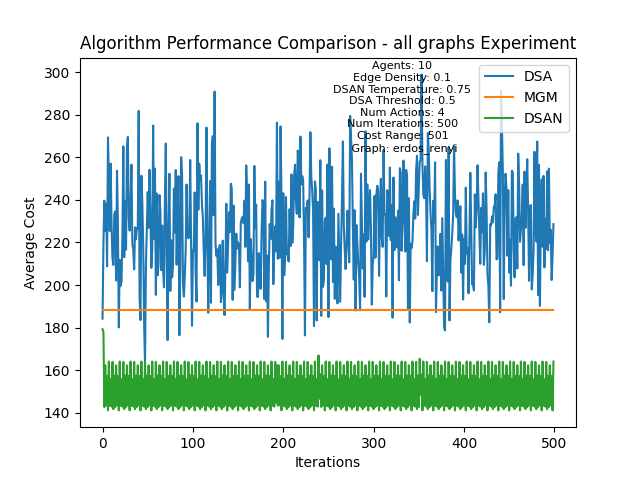 Algorithm Performance Comparison - all graphs Experiment
Agents: 10
Edge Density: 0.1
DSAN Temperature: 0.75
DSA Threshold: 0.5
Num Actions: 4
Num Iterations: 500
Cost Range: 501
Graph: erdos_renyi
DSA
MGM
DSAN
300
280
260
240
220
200
180
160
140
Average Cost
0
100
200
300
400
500
Iterations